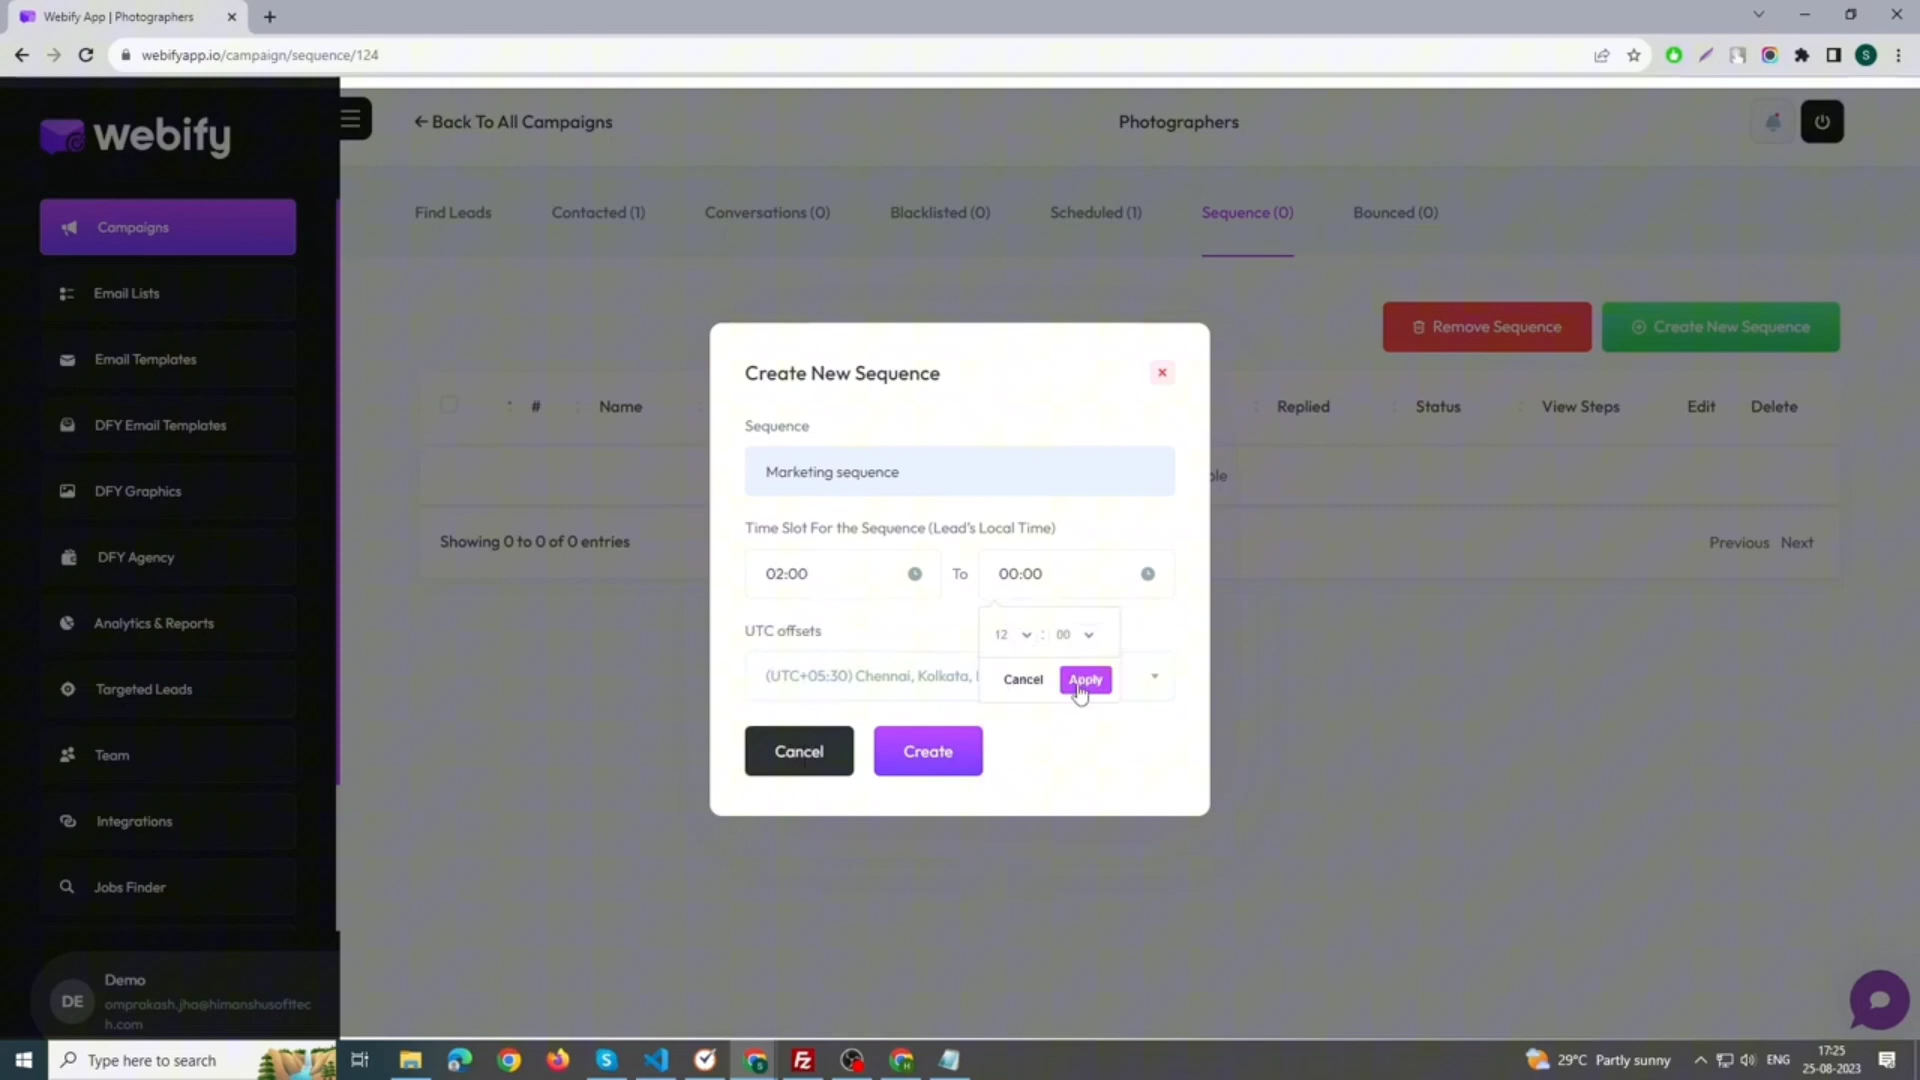 Webify App | Photographers
webifyapp.io/campaign/sequence/124
S
webify
Back To All Campaigns
Photographers
Campaigns
Email Lists
Email Templates
DFY Email Templates
DFY Graphics
DFY Agency
Analytics & Reports
Targeted Leads
Team
Integrations
Jobs Finder
DE
Demo
omprakash.jha@himanshusofttec
h.com
Find Leads
Contacted (1)
Conversations (0)
Blacklisted (0)
Scheduled (1)
Sequence (0)
Bounced (0)
Remove Sequence
Create New Sequence
#
Name
Replied
Status
View Steps
Edit
Delete
Showing 0 to 0 of 0 entries
Previous
Next
Create New Sequence
Sequence
Marketing sequence
Time Slot For the Sequence (Lead's Local Time)
02:00
To
00:00
12 : 00
Cancel
Apply
UTC offsets
(UTC+05:30) Chennai, Kolkata,
Cancel
Create
Type here to search
29°C Partly sunny
ENG
17:25
25-08-2023